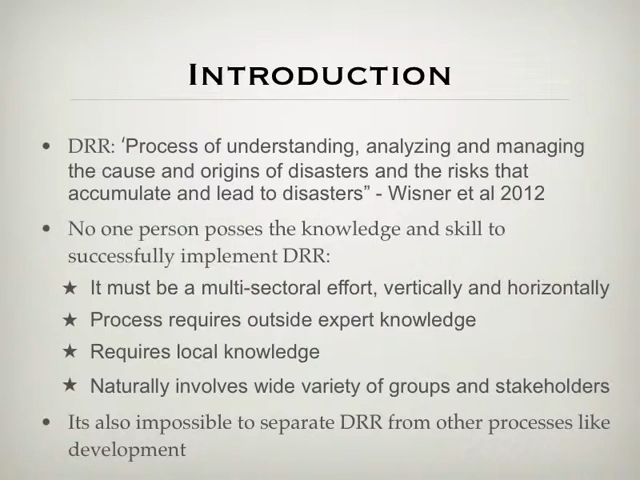 INTRODUCTION
• DRR: ‘Process of understanding, analyzing and managing
the cause and origins of disasters and the risks that
accumulate and lead to disasters” - Wisner et al 2012
• No one person posses the knowledge and skill to
successfully implement DRR:
★ It must be a multi-sectoral effort, vertically and horizontally
★ Process requires outside expert knowledge
★ Requires local knowledge
★ Naturally involves wide variety of groups and stakeholders
• Its also impossible to separate DRR from other processes like
development